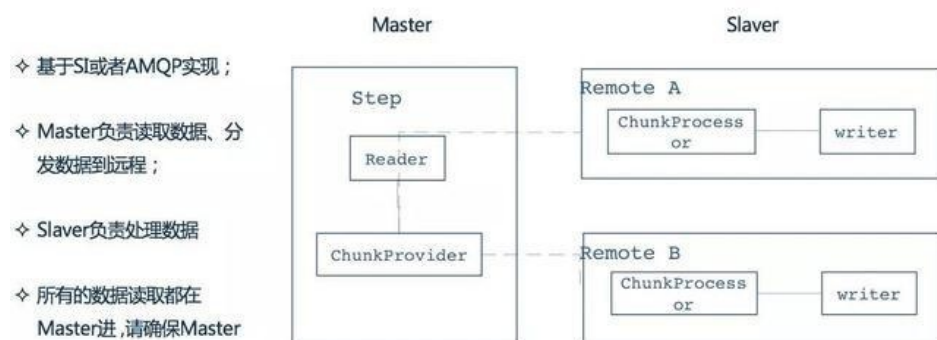 Master
Slaver
✧ 基于SI或者AMQP实现；
✧ Master负责读取数据、分
发数据到远程；
✧ Slaver负责处理数据
✧ 所有的数据读取都在
Master进 ,请确保Master
Step
Reader
ChunkProvider
Remote A
ChunkProcess
or
writer
Remote B
ChunkProcess
or
writer